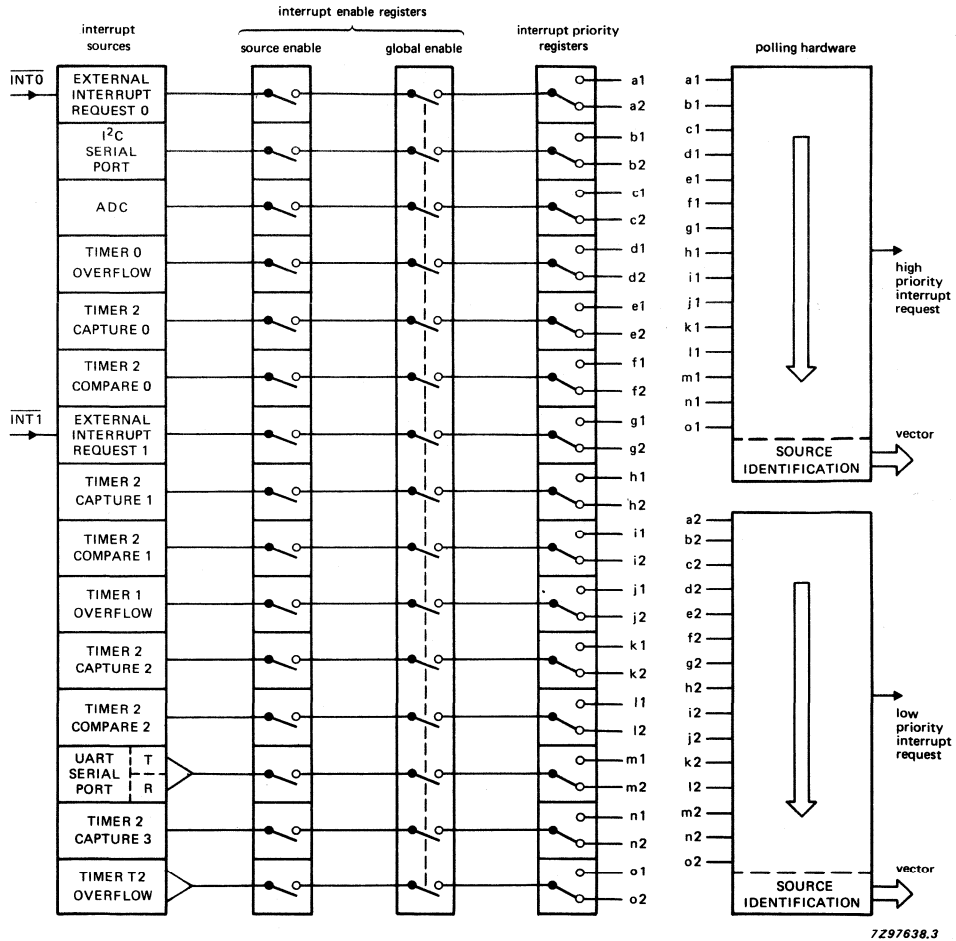 interrupt enable registers
interrupt sources
source enable
global enable
interrupt priority registers
polling hardware
INT0
EXTERNAL INTERRUPT REQUEST 0
a1
a2
I²C SERIAL PORT
b1
b2
ADC
c1
c2
TIMER 0 OVERFLOW
d1
d2
TIMER 2 CAPTURE 0
e1
e2
TIMER 2 COMPARE 0
f1
f2
INT1
EXTERNAL INTERRUPT REQUEST 1
g1
g2
TIMER 2 CAPTURE 1
h1
h2
TIMER 2 COMPARE 1
i1
i2
TIMER 1 OVERFLOW
j1
j2
TIMER 2 CAPTURE 2
k1
k2
TIMER 2 COMPARE 2
l1
l2
UART SERIAL PORT
T
R
m1
m2
TIMER 2 CAPTURE 3
n1
n2
TIMER T2 OVERFLOW
o1
o2
a1
b1
c1
d1
e1
f1
g1
h1
i1
j1
k1
l1
m1
n1
o1
high priority interrupt request
SOURCE IDENTIFICATION
vector
a2
b2
c2
d2
e2
f2
g2
h2
i2
j2
k2
l2
m2
n2
o2
low priority interrupt request
SOURCE IDENTIFICATION
vector
7Z97638.3